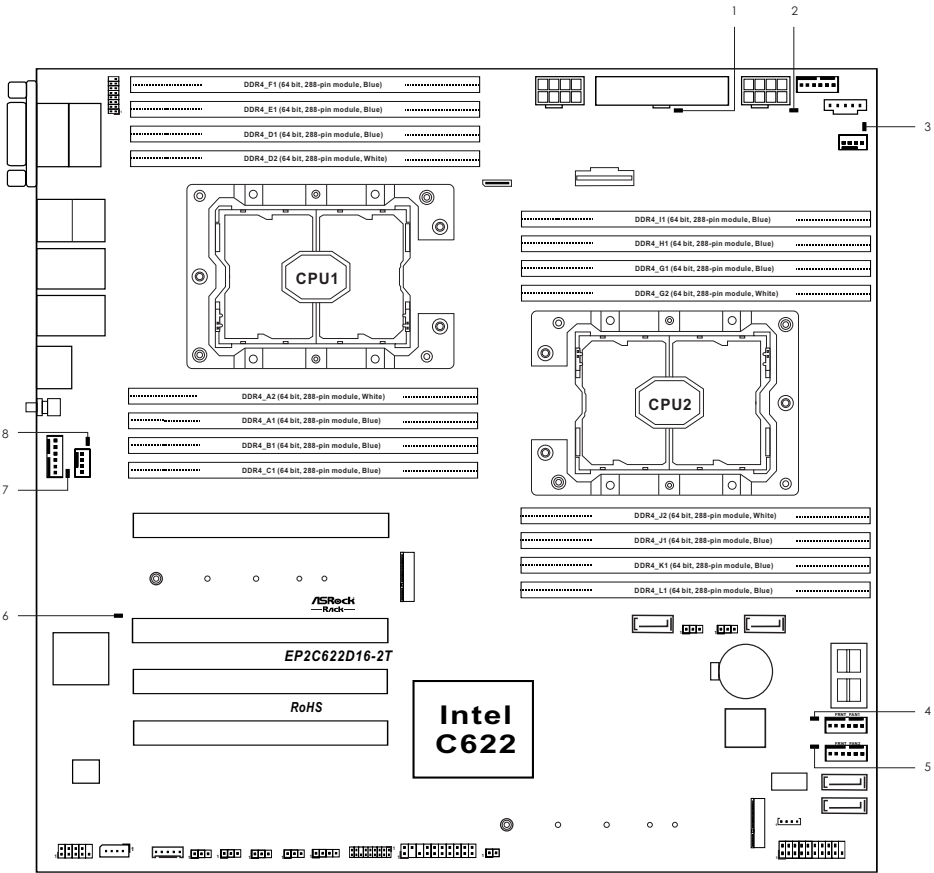 1
2
DDR4_F1 (64 bit, 288-pin module, Blue)
DDR4_E1 (64 bit, 288-pin module, Blue)
DDR4_D1 (64 bit, 288-pin module, Blue)
DDR4_D2 (64 bit, 288-pin module, White)
3
DDR4_I1 (64 bit, 288-pin module, Blue)
DDR4_H1 (64 bit, 288-pin module, Blue)
DDR4_G1 (64 bit, 288-pin module, Blue)
DDR4_G2 (64 bit, 288-pin module, White)
CPU1
CPU2
DDR4_A2 (64 bit, 288-pin module, White)
DDR4_A1 (64 bit, 288-pin module, Blue)
DDR4_B1 (64 bit, 288-pin module, Blue)
DDR4_C1 (64 bit, 288-pin module, Blue)
8
7
DDR4_J2 (64 bit, 288-pin module, White)
DDR4_J1 (64 bit, 288-pin module, Blue)
DDR4_K1 (64 bit, 288-pin module, Blue)
DDR4_L1 (64 bit, 288-pin module, Blue)
ASRock
Rack
6
EP2C622D16-2T
RoHS
Intel
C622
FRNT_FAN1
4
FRNT_FAN2
5